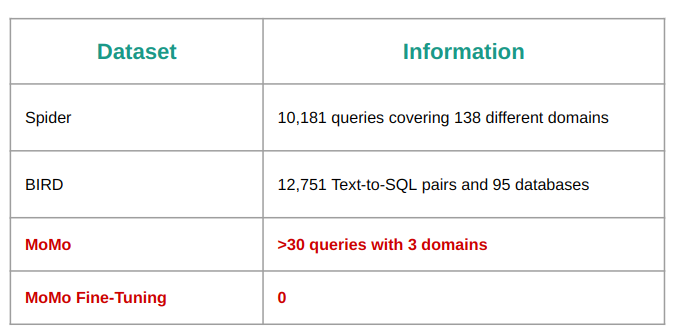 Dataset Information
Spider 10,181 queries covering 138 different domains
BIRD 12,751 Text-to-SQL pairs and 95 databases
MoMo >30 queries with 3 domains
MoMo Fine-Tuning 0